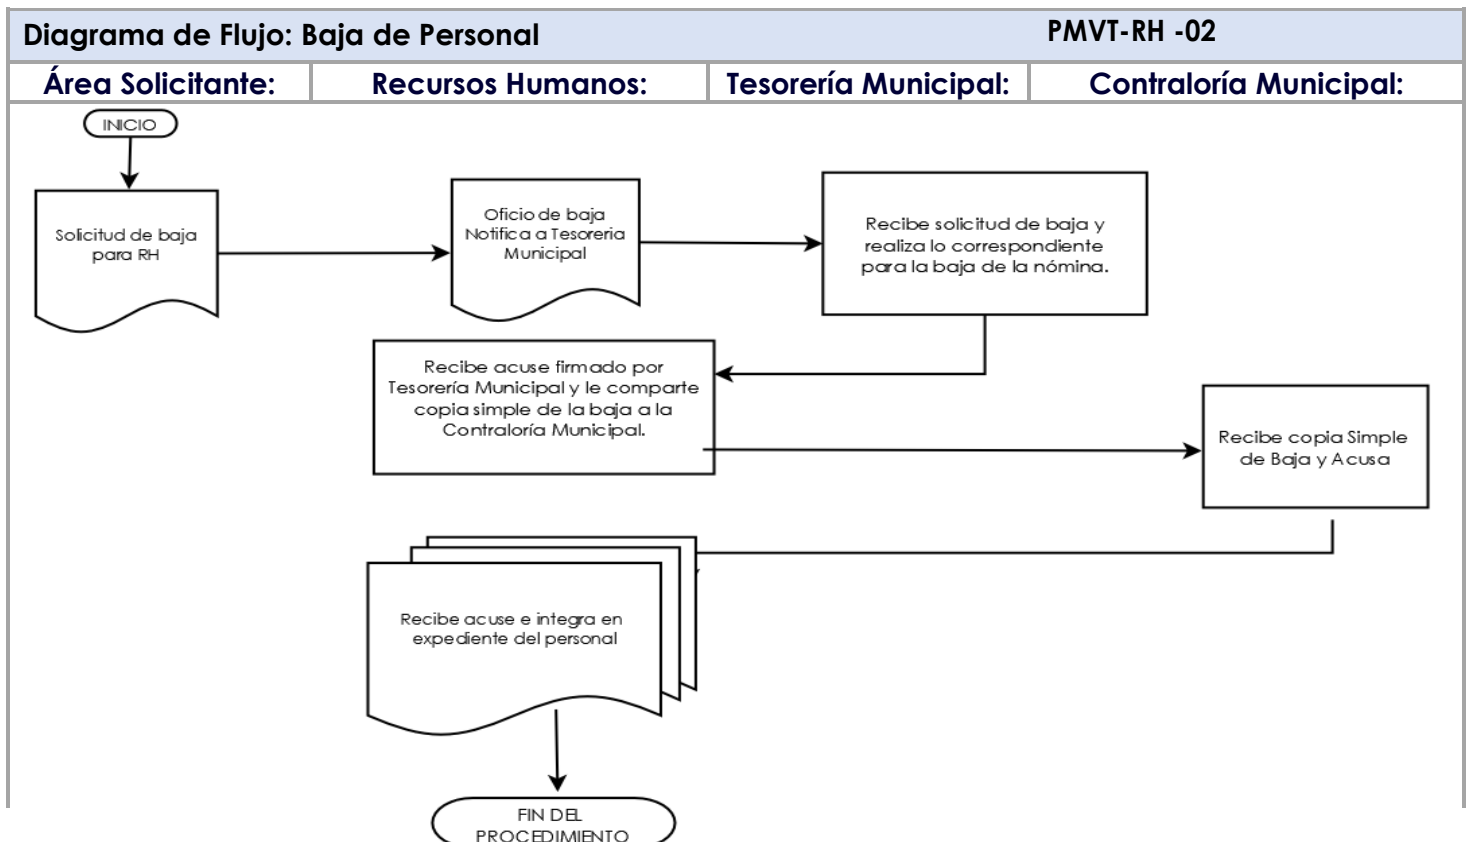 Diagrama de Flujo: Baja de Personal
PMVT-RH -02
Área Solicitante:
Recursos Humanos:
Tesorería Municipal:
Contraloría Municipal:
INICIO
Solicitud de baja
para RH
Oficio de baja
Notifica a Tesoreria
Municipal
Recibe solicitud de baja y
realiza lo correspondiente
para la baja de la nómina.
Recibe acuse firmado por
Tesorería Municipal y le comparte
copia simple de la baja a la
Contraloría Municipal.
Recibe copia Simple
de Baja y Acusa
Recibe acuse e integra en
expediente del personal
FIN DEL
PROCEDIMIENTO